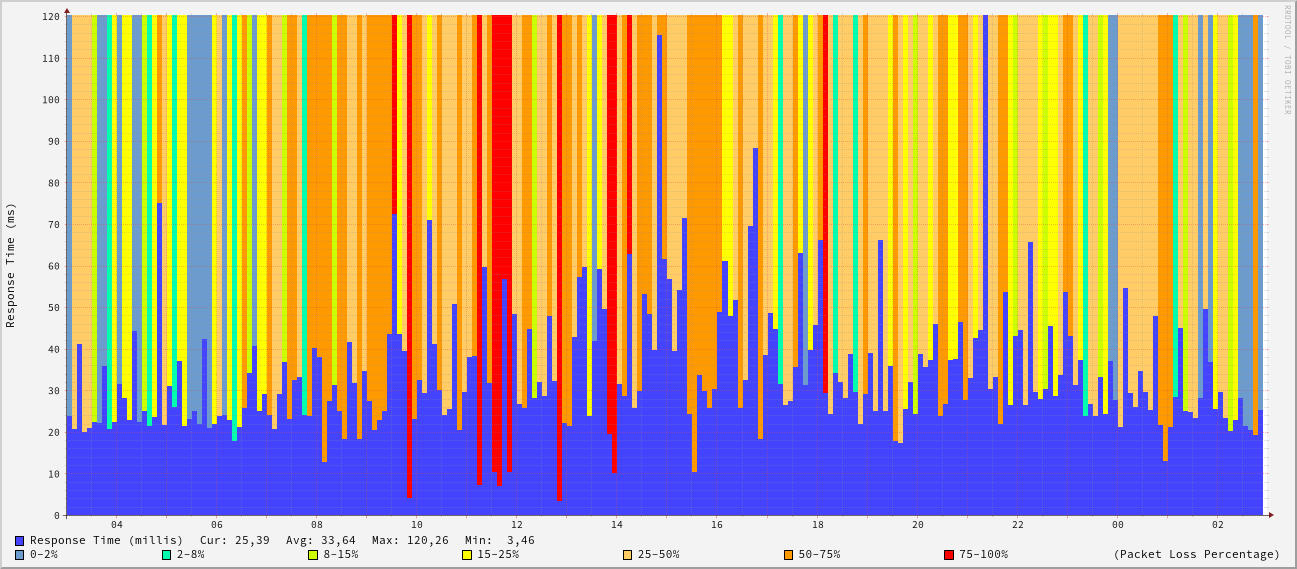 RRDTOOL / TOBI OETIKER
Response Time (ms)
120
110
100
90
80
70
60
50
40
30
20
10
0
04 06 08 10 12 14 16 18 20 22 00 02
Response Time (millis) Cur: 25,39 Avg: 33,64 Max: 120,26 Min: 3,46
0-2% 2-8% 8-15% 15-25% 25-50% 50-75% 75-100% (Packet Loss Percentage)